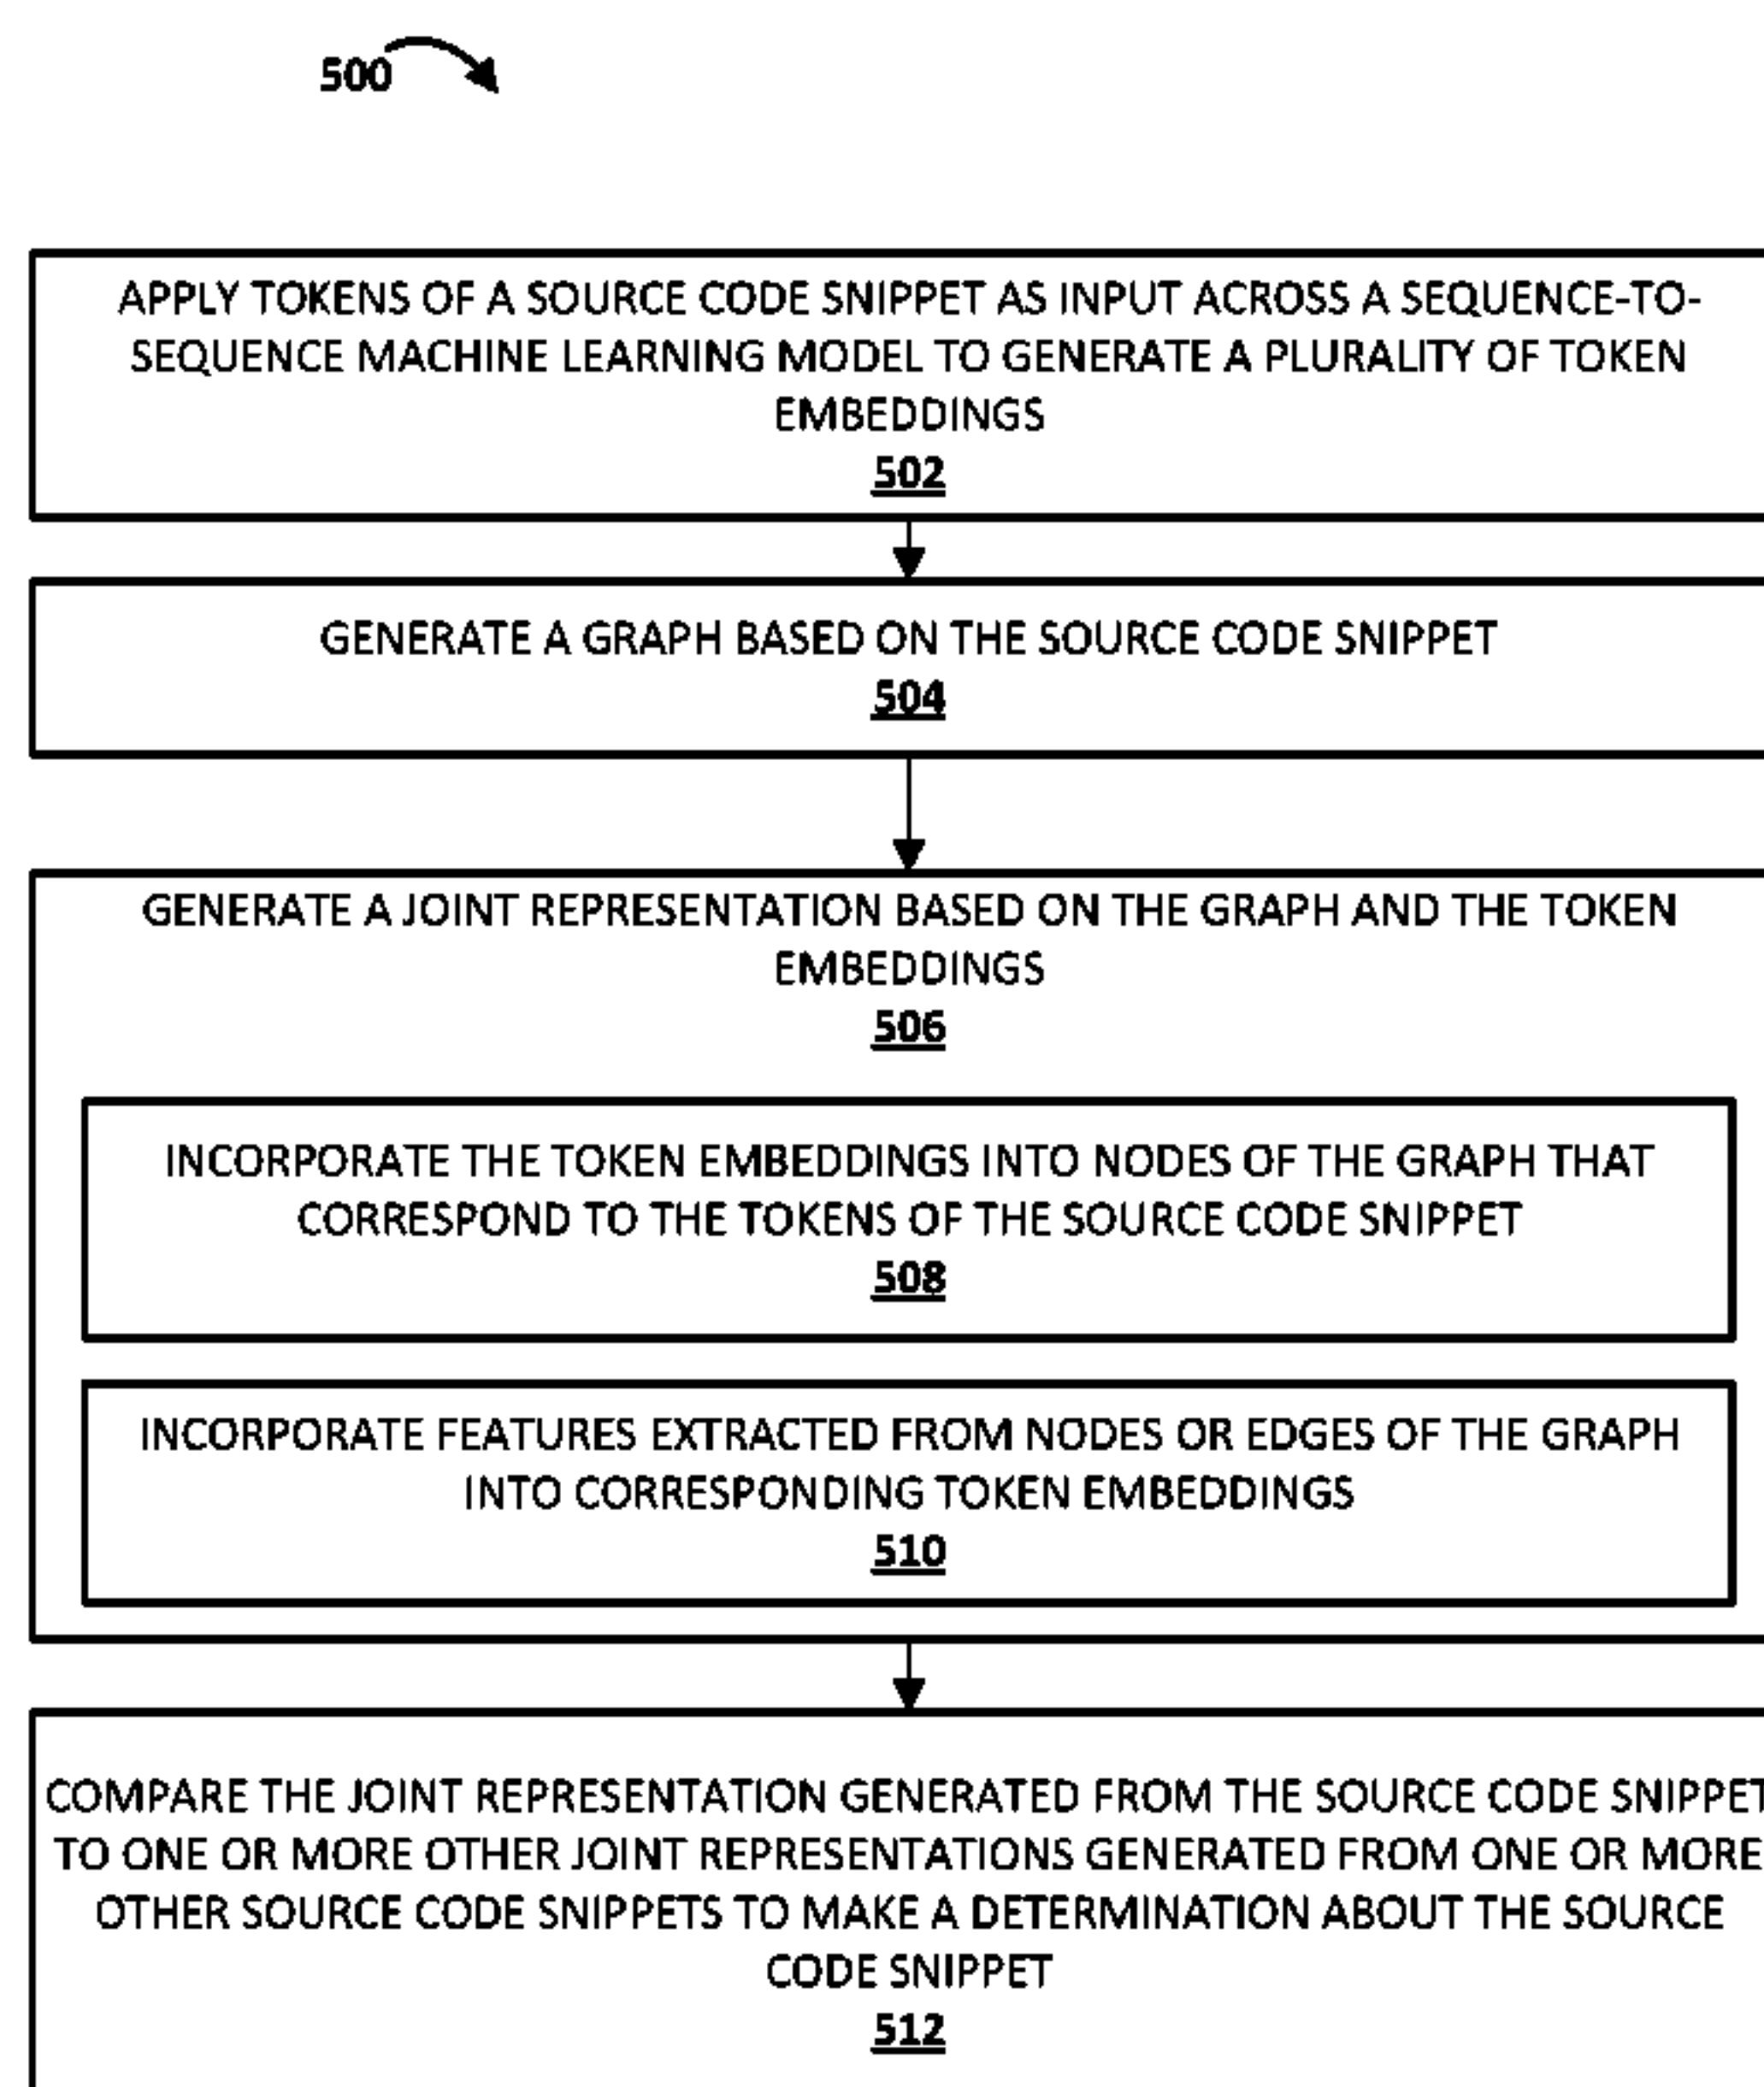 500
APPLY TOKENS OF A SOURCE CODE SNIPPET AS INPUT ACROSS A SEQUENCE-TO-
SEQUENCE MACHINE LEARNING MODEL TO GENERATE A PLURALITY OF TOKEN
EMBEDDINGS
502
GENERATE A GRAPH BASED ON THE SOURCE CODE SNIPPET
504
GENERATE A JOINT REPRESENTATION BASED ON THE GRAPH AND THE TOKEN
EMBEDDINGS
506
INCORPORATE THE TOKEN EMBEDDINGS INTO NODES OF THE GRAPH THAT
CORRESPOND TO THE TOKENS OF THE SOURCE CODE SNIPPET
508
INCORPORATE FEATURES EXTRACTED FROM NODES OR EDGES OF THE GRAPH
INTO CORRESPONDING TOKEN EMBEDDINGS
510
COMPARE THE JOINT REPRESENTATION GENERATED FROM THE SOURCE CODE SNIPPET
TO ONE OR MORE OTHER JOINT REPRESENTATIONS GENERATED FROM ONE OR MORE
OTHER SOURCE CODE SNIPPETS TO MAKE A DETERMINATION ABOUT THE SOURCE
CODE SNIPPET
512